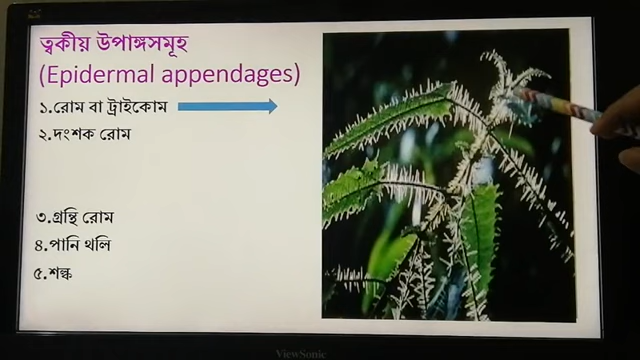 ত্বকীয় উপাঙ্গসমূহ
(Epidermal appendages)
১.রোম বা ট্রাইকোম
২.দংশক রোম
৩.গ্রন্থি রোম
৪.পানি থলি
৫.শল্ক
ViewSonic